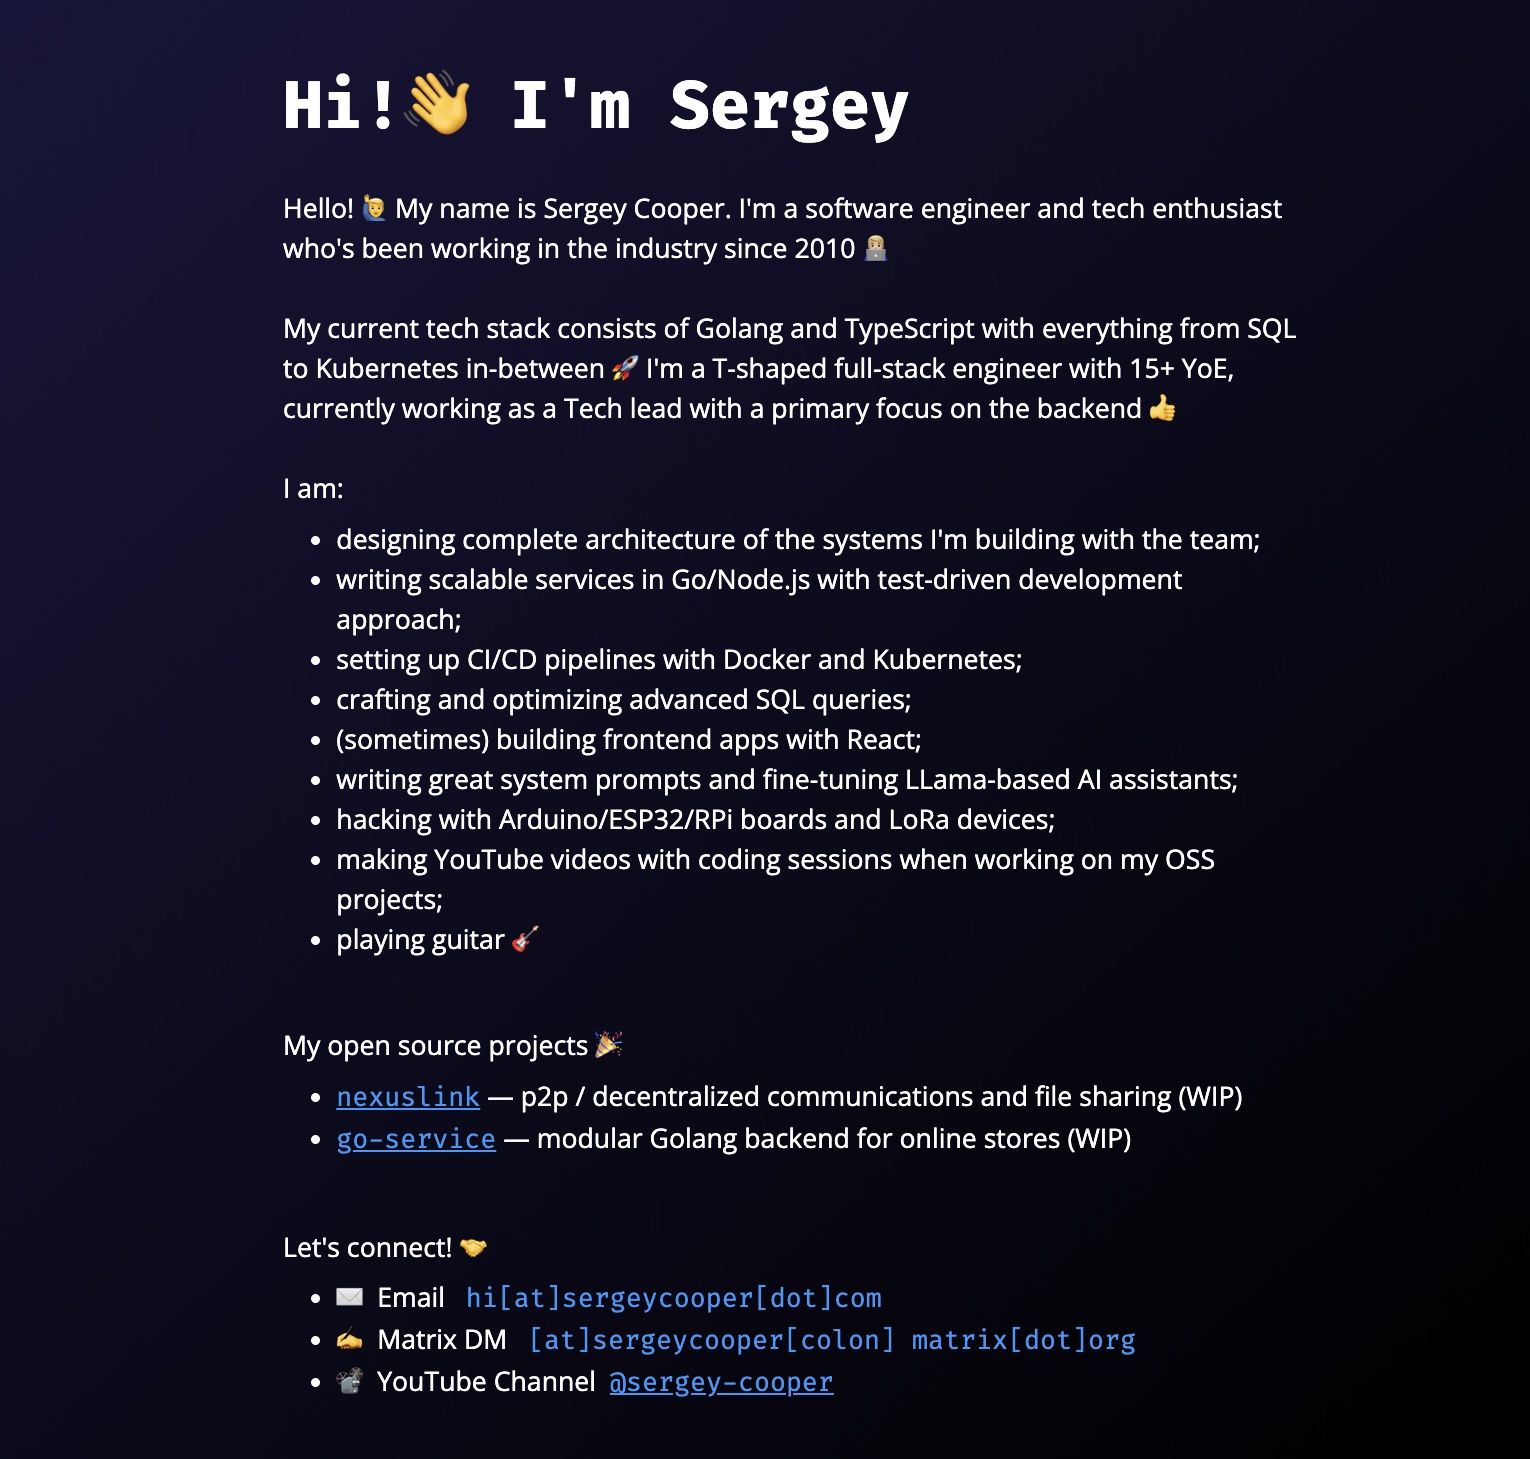 Hi!👋 I'm Sergey
Hello! 🙋‍♂️ My name is Sergey Cooper. I'm a software engineer and tech enthusiast
who's been working in the industry since 2010 👨🏼‍💻
My current tech stack consists of Golang and TypeScript with everything from SQL
to Kubernetes in-between 🚀 I'm a T-shaped full-stack engineer with 15+ YoE,
currently working as a Tech lead with a primary focus on the backend 👍
I am:
• designing complete architecture of the systems I'm building with the team;
• writing scalable services in Go/Node.js with test-driven development
approach;
• setting up CI/CD pipelines with Docker and Kubernetes;
• crafting and optimizing advanced SQL queries;
• (sometimes) building frontend apps with React;
• writing great system prompts and fine-tuning LLama-based AI assistants;
• hacking with Arduino/ESP32/RPi boards and LoRa devices;
• making YouTube videos with coding sessions when working on my OSS
projects;
• playing guitar 🎸
My open source projects 🎉
• nexuslink — p2p / decentralized communications and file sharing (WIP)
• go-service — modular Golang backend for online stores (WIP)
Let's connect! 🤝
• ✉️ Email hi[at]sergeycooper[dot]com
• ✍️ Matrix DM [at]sergeycooper[colon] matrix[dot]org
• 📽️ YouTube Channel @sergey-cooper